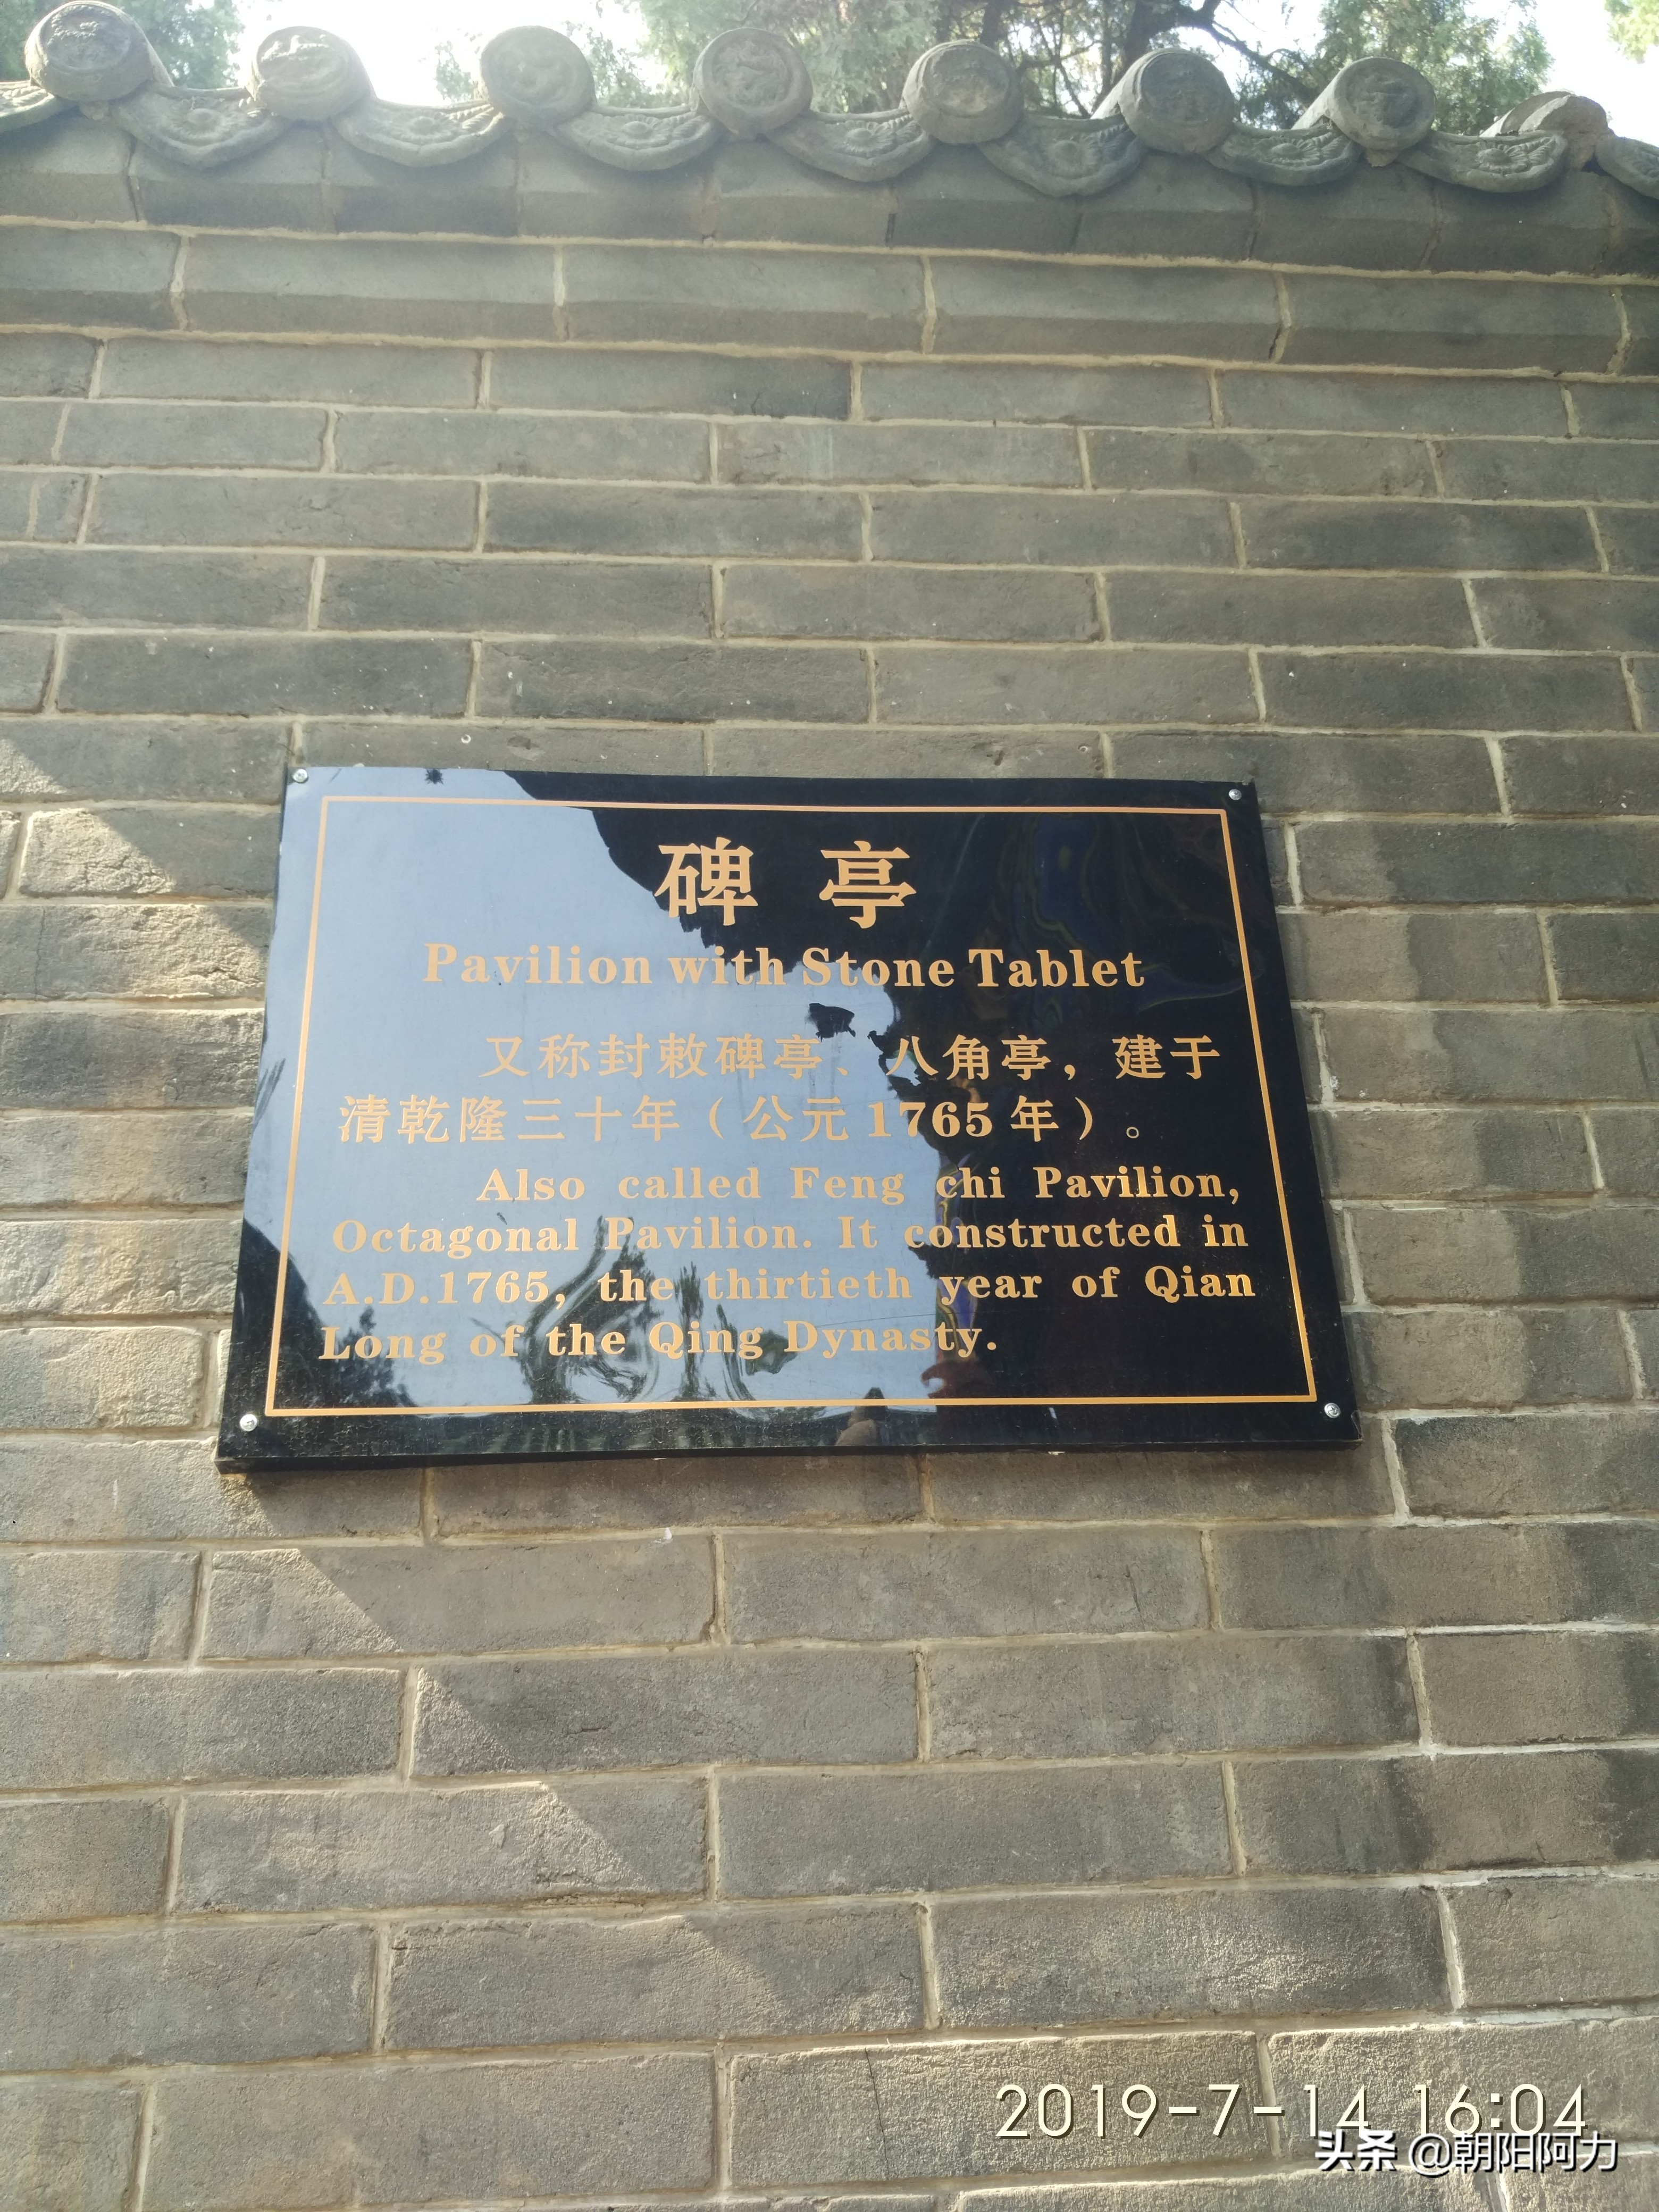 碑亭
Pavilion with Stone Tablet
又称封敕碑亭、八角亭，建于
清乾隆三十年（公元1765年）。
Also called Feng chi Pavilion,
Octagonal Pavilion. It constructed in
A.D.1765, the thirtieth year of Qian
Long of the Qing Dynasty.
2019-7-14 16:04
头条 @朝阳阿力